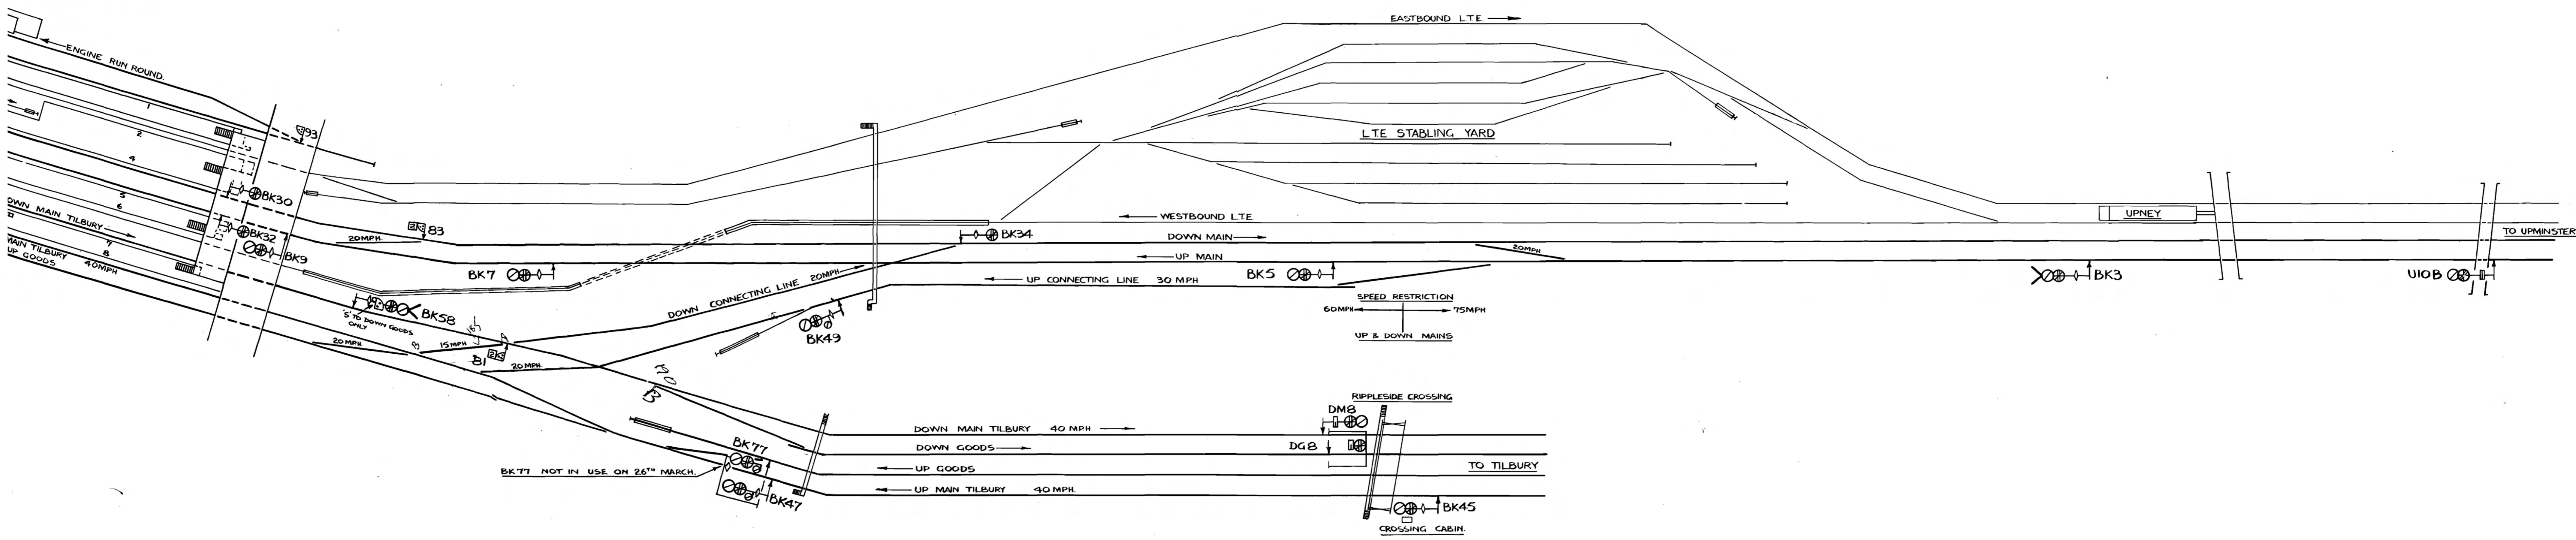 EASTBOUND LTE
ENGINE RUN ROUND.
1
2
4
5
6
7
8
93
LTE STABLING YARD
BK30
BK32
BK9
83
20MPH.
WESTBOUND LTE
BK34
DOWN MAIN
UPNEY
TO UPMINSTER
OWN MAIN TILBURY
MAIN TILBURY
UP GOODS
40MPH
UP MAIN
20MPH
BK7
BK5
BK3
U10B
DOWN CONNECTING LINE 20MPH
UP CONNECTING LINE 30 MPH
SPEED RESTRICTION
60MPH
75MPH
UP & DOWN MAINS
BK58
'S' TO DOWN GOODS
ONLY
BK49
20 MPH
15MPH
81
20 MPH.
RIPPLESIDE CROSSING
DM8
DOWN MAIN TILBURY 40 MPH
DOWN GOODS
DG8
BK77
UP GOODS
TO TILBURY
BK77 NOT IN USE ON 26TH MARCH.
UP MAIN TILBURY 40 MPH.
BK47
BK45
CROSSING CABIN.